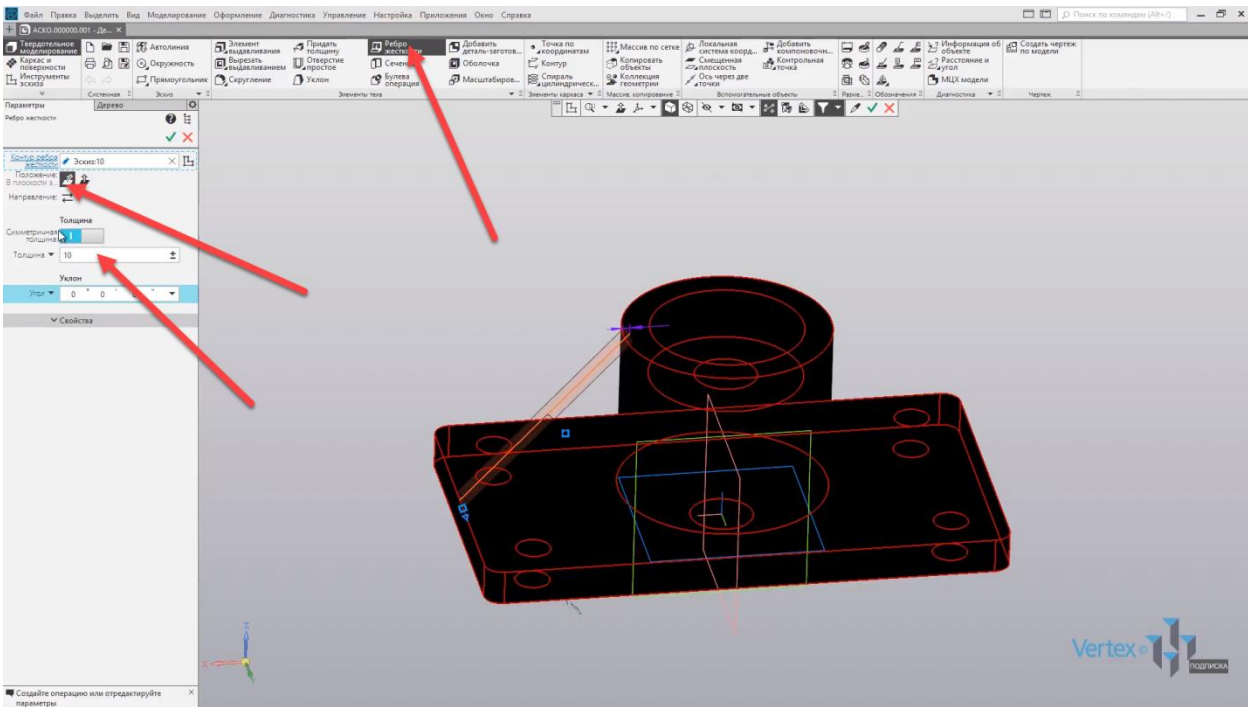 Файл Правка Выделить Вид Моделирование Оформление Диагностика Управление Настройка Приложения Окно Справка
Поиск по командам (Alt+/)
АСКО.000000.001 - Де...
Твердотельное моделирование
Каркас и поверхности
Инструменты эскиза
Системная
Автолиния
Окружность
Прямоугольник
Эскиз
Элемент выдавливания
Вырезать выдавливанием
Скругление
Придать толщину
Отверстие простое
Уклон
Ребро жесткости
Сечение
Булева операция
Добавить деталь-заготов...
Оболочка
Масштабиров...
Элементы тела
Точка по координатам
Контур
Спираль цилиндрическ...
Элементы каркаса
Массив по сетке
Копировать объекты
Коллекция геометрии
Массив, копирование
Локальная система коорд...
Смещенная плоскость
Ось через две точки
Добавить компоновочн...
Контрольная точка
Вспомогательные объекты
Разме...
Обозначения
Информация об объекте
Расстояние и угол
МЦХ модели
Диагностика
Создать чертеж по модели
Чертеж
Параметры
Дерево
Ребро жесткости
Контур ребра жесткости
Эскиз:10
Положение:
В плоскости э...
Направление:
Толщина
Симметричная толщина:
Толщина
10
Уклон
Угол
0 ° 0 '
Свойства
Z
X
Vertex
ПОДПИСКА
Создайте операцию или отредактируйте
параметры